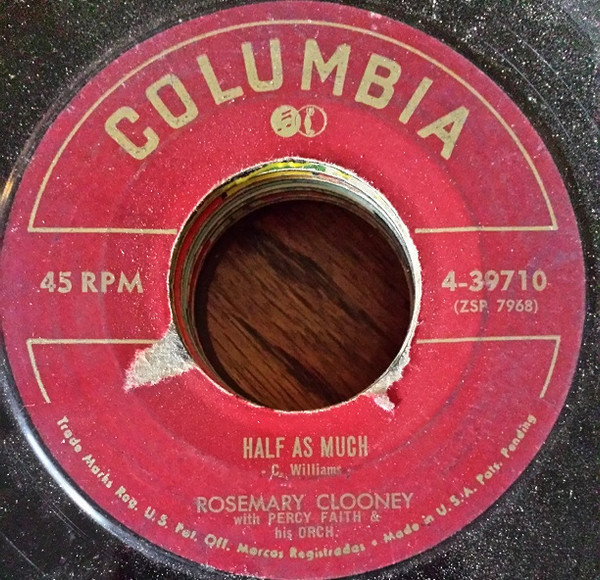 COLUMBIA
45 RPM
4-39710
(ZSP 7968)
HALF AS MUCH
- C. Williams -
ROSEMARY CLOONEY
with PERCY FAITH &
his ORCH.
Trade Marks Reg. U.S. Pat. Off. Marcas Registradas • Made in U.S.A. Pats. Pending